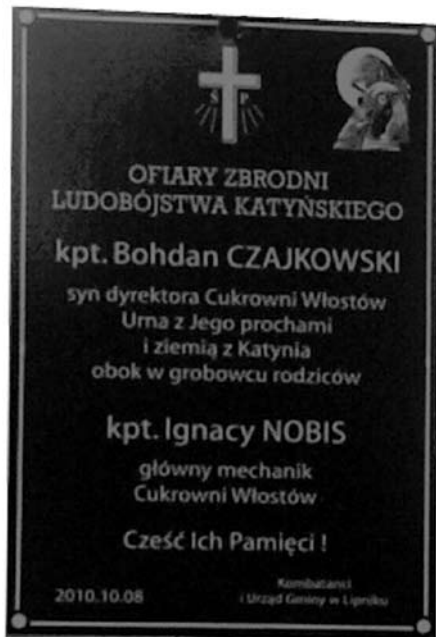 Ś P
OFIARY ZBRODNI
LUDOBÓJSTWA KATYŃSKIEGO
kpt. Bohdan CZAJKOWSKI
syn dyrektora Cukrowni Włostów
Urna z Jego prochami
i ziemią z Katynia
obok w grobowcu rodziców
kpt. Ignacy NOBIS
główny mechanik
Cukrowni Włostów
Cześć Ich Pamięci !
Kombatanci
2010.10.08 i Urząd Gminy w Lipniku